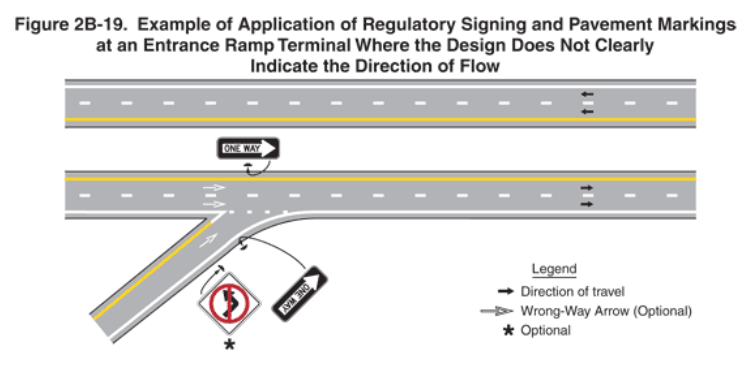 Figure 2B-19. Example of Application of Regulatory Signing and Pavement Markings
at an Entrance Ramp Terminal Where the Design Does Not Clearly
Indicate the Direction of Flow
ONE WAY
ONE WAY
*
Legend
Direction of travel
Wrong-Way Arrow (Optional)
* Optional